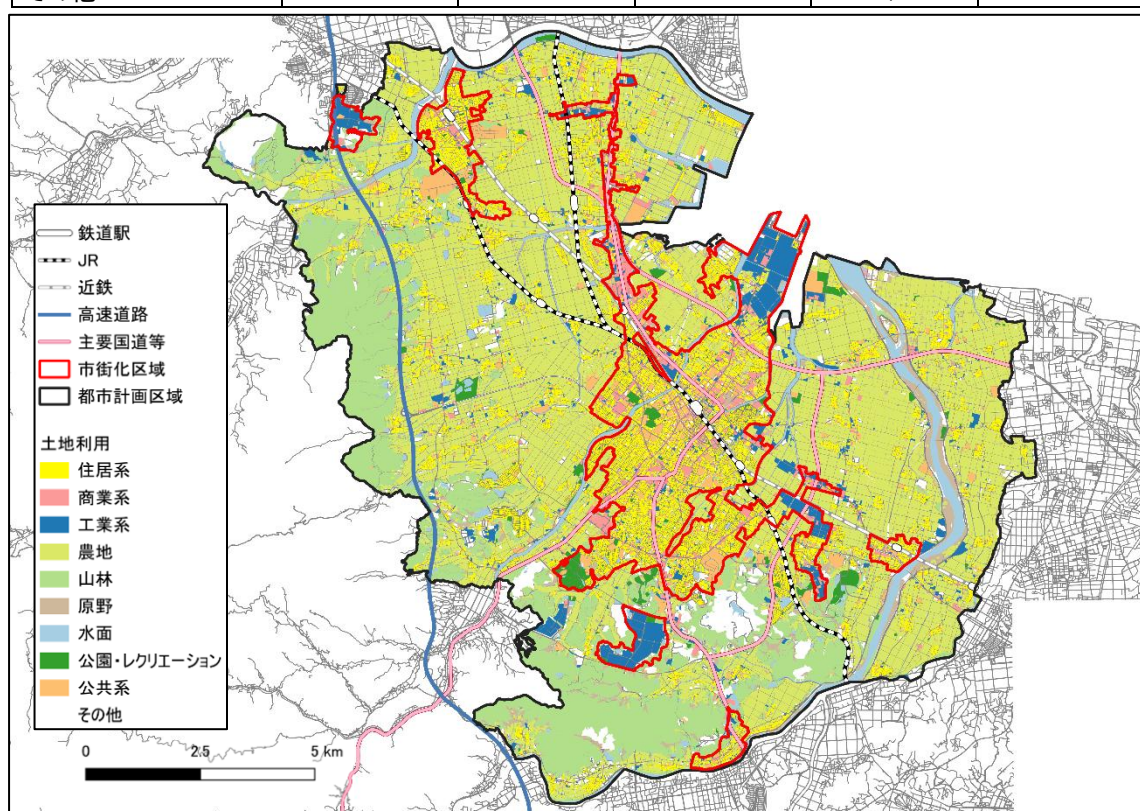 その他
鉄道駅
JR
近鉄
高速道路
主要国道等
市街化区域
都市計画区域
土地利用
住居系
商業系
工業系
農地
山林
原野
水面
公園・レクリエーション
公共系
その他
0 2.5 5 km